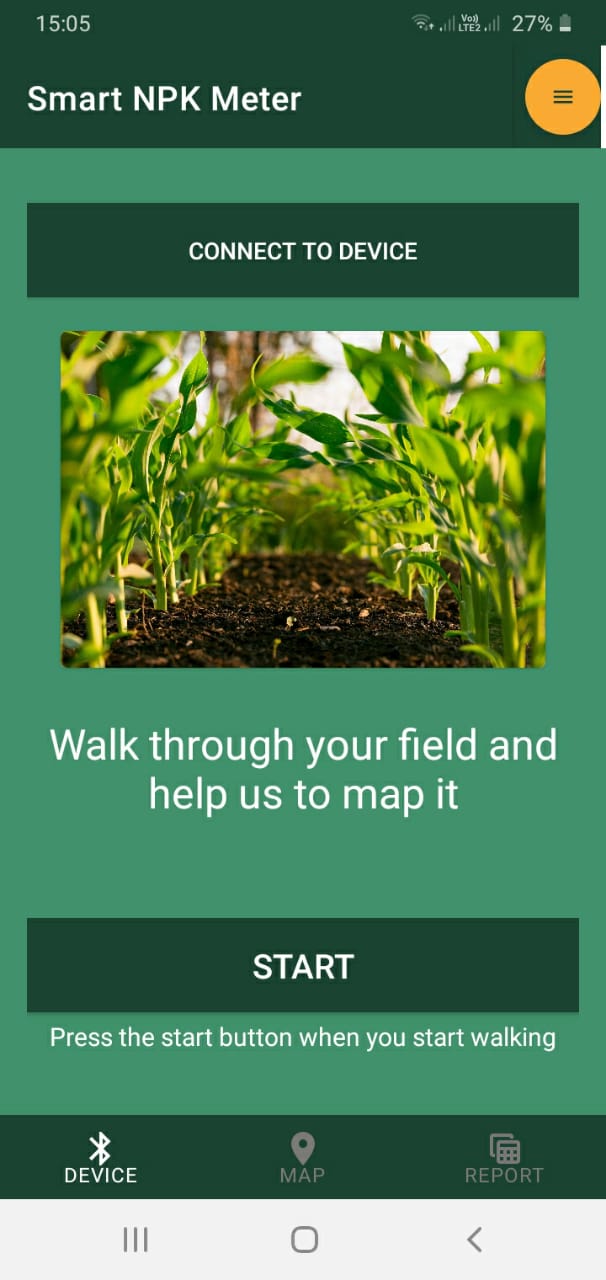 15:05
Vo))
LTE2
27%
Smart NPK Meter
CONNECT TO DEVICE
Walk through your field and
help us to map it
START
Press the start button when you start walking
DEVICE
MAP
REPORT